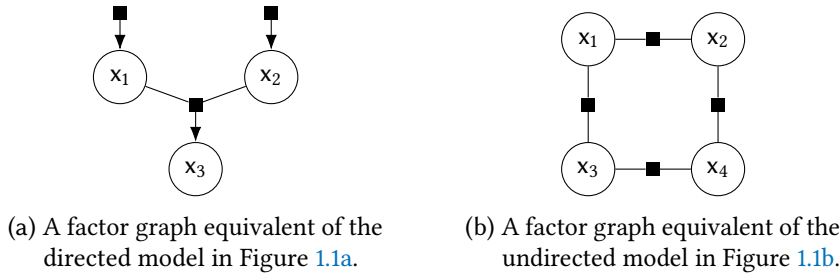 x₁ x₂
x₃
(a) A factor graph equivalent of the
directed model in Figure 1.1a.
x₁ x₂
x₃ x₄
(b) A factor graph equivalent of the
undirected model in Figure 1.1b.